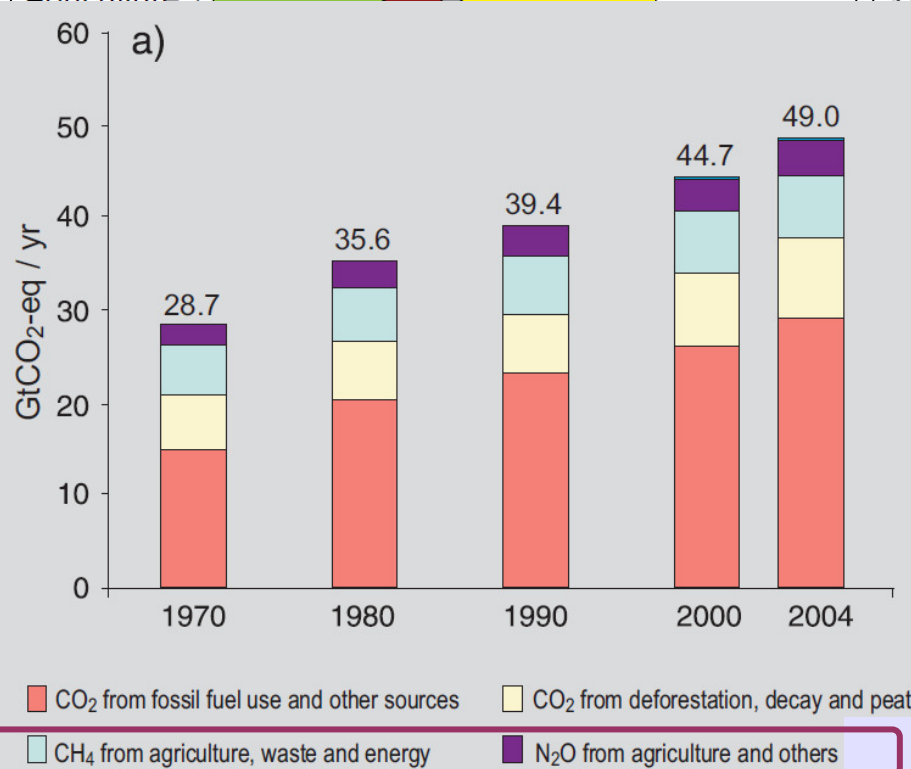 a)
60
50
40
30
20
10
0
GtCO₂-eq / yr
28.7
35.6
39.4
44.7
49.0
1970 1980 1990 2000 2004
CO₂ from fossil fuel use and other sources CO₂ from deforestation, decay and peat
CH₄ from agriculture, waste and energy N₂O from agriculture and others